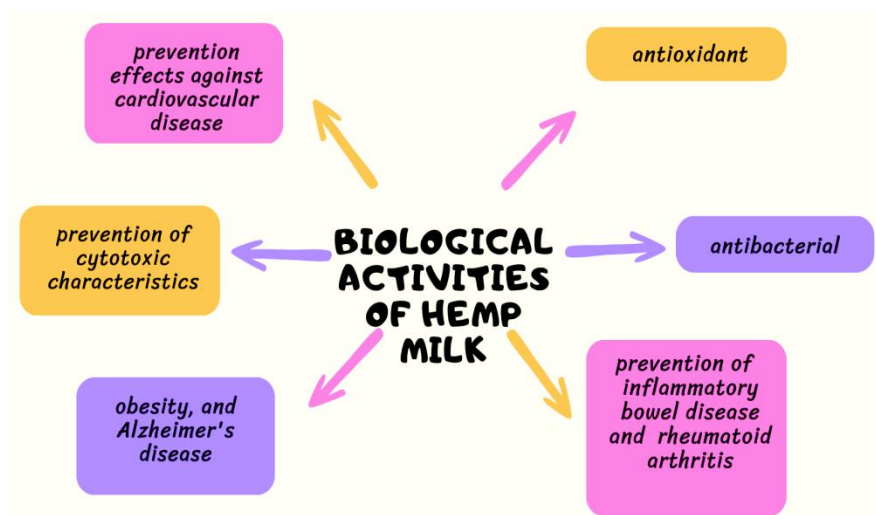 prevention
effects against
cardiovascular
disease
antioxidant
prevention of
cytotoxic
characteristics
BIOLOGICAL
ACTIVITIES
OF HEMP
MILK
antibacterial
obesity, and
Alzheimer's
disease
prevention of
inflammatory
bowel disease
and rheumatoid
arthritis